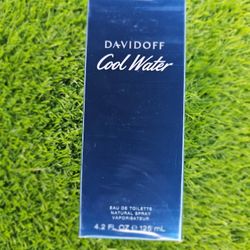 DAVIDOFF
Cool Water
EAU DE TOILETTE
NATURAL SPRAY
VAPORISATEUR
4.2 FL OZ ℮ 125 mL